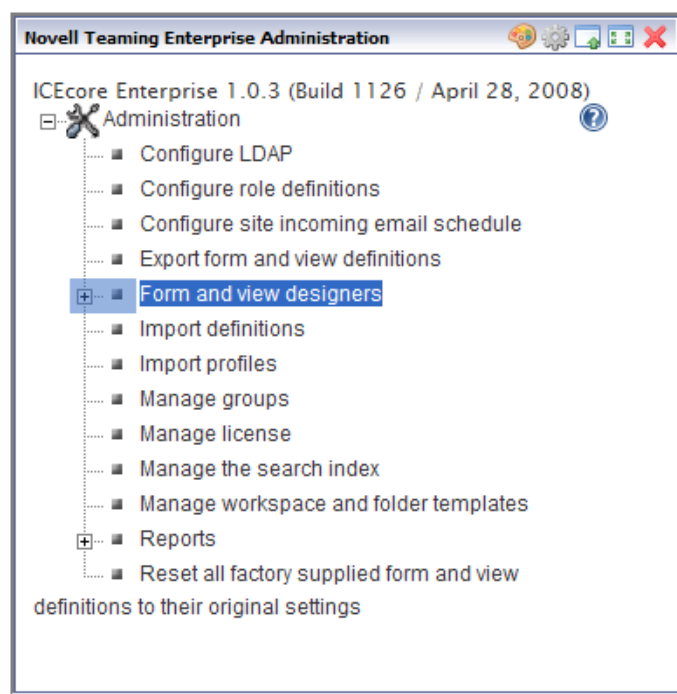 Novell Teaming Enterprise Administration
ICEcore Enterprise 1.0.3 (Build 1126 / April 28, 2008)
Administration
Configure LDAP
Configure role definitions
Configure site incoming email schedule
Export form and view definitions
Form and view designers
Import definitions
Import profiles
Manage groups
Manage license
Manage the search index
Manage workspace and folder templates
Reports
Reset all factory supplied form and view
definitions to their original settings